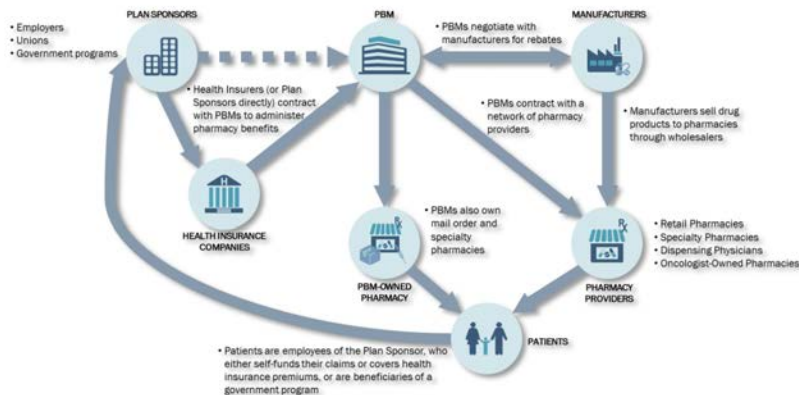 PLAN SPONSORS
PBM
MANUFACTURERS
• Employers
• Unions
• Government programs
• PBMs negotiate with
manufacturers for rebates
• Health Insurers (or Plan
Sponsors directly) contract
with PBMs to administer
pharmacy benefits
• PBMs contract with a
network of pharmacy
providers
• Manufacturers sell drug
products to pharmacies
through wholesalers
H
HEALTH INSURANCE
COMPANIES
• PBMs also own
mail order and
specialty
pharmacies
Rx
PBM-OWNED
PHARMACY
Rx
• Retail Pharmacies
• Specialty Pharmacies
• Dispensing Physicians
• Oncologist-Owned Pharmacies
PHARMACY
PROVIDERS
PATIENTS
• Patients are employees of the Plan Sponsor, who
either self-funds their claims or covers health
insurance premiums, or are beneficiaries of a
government program